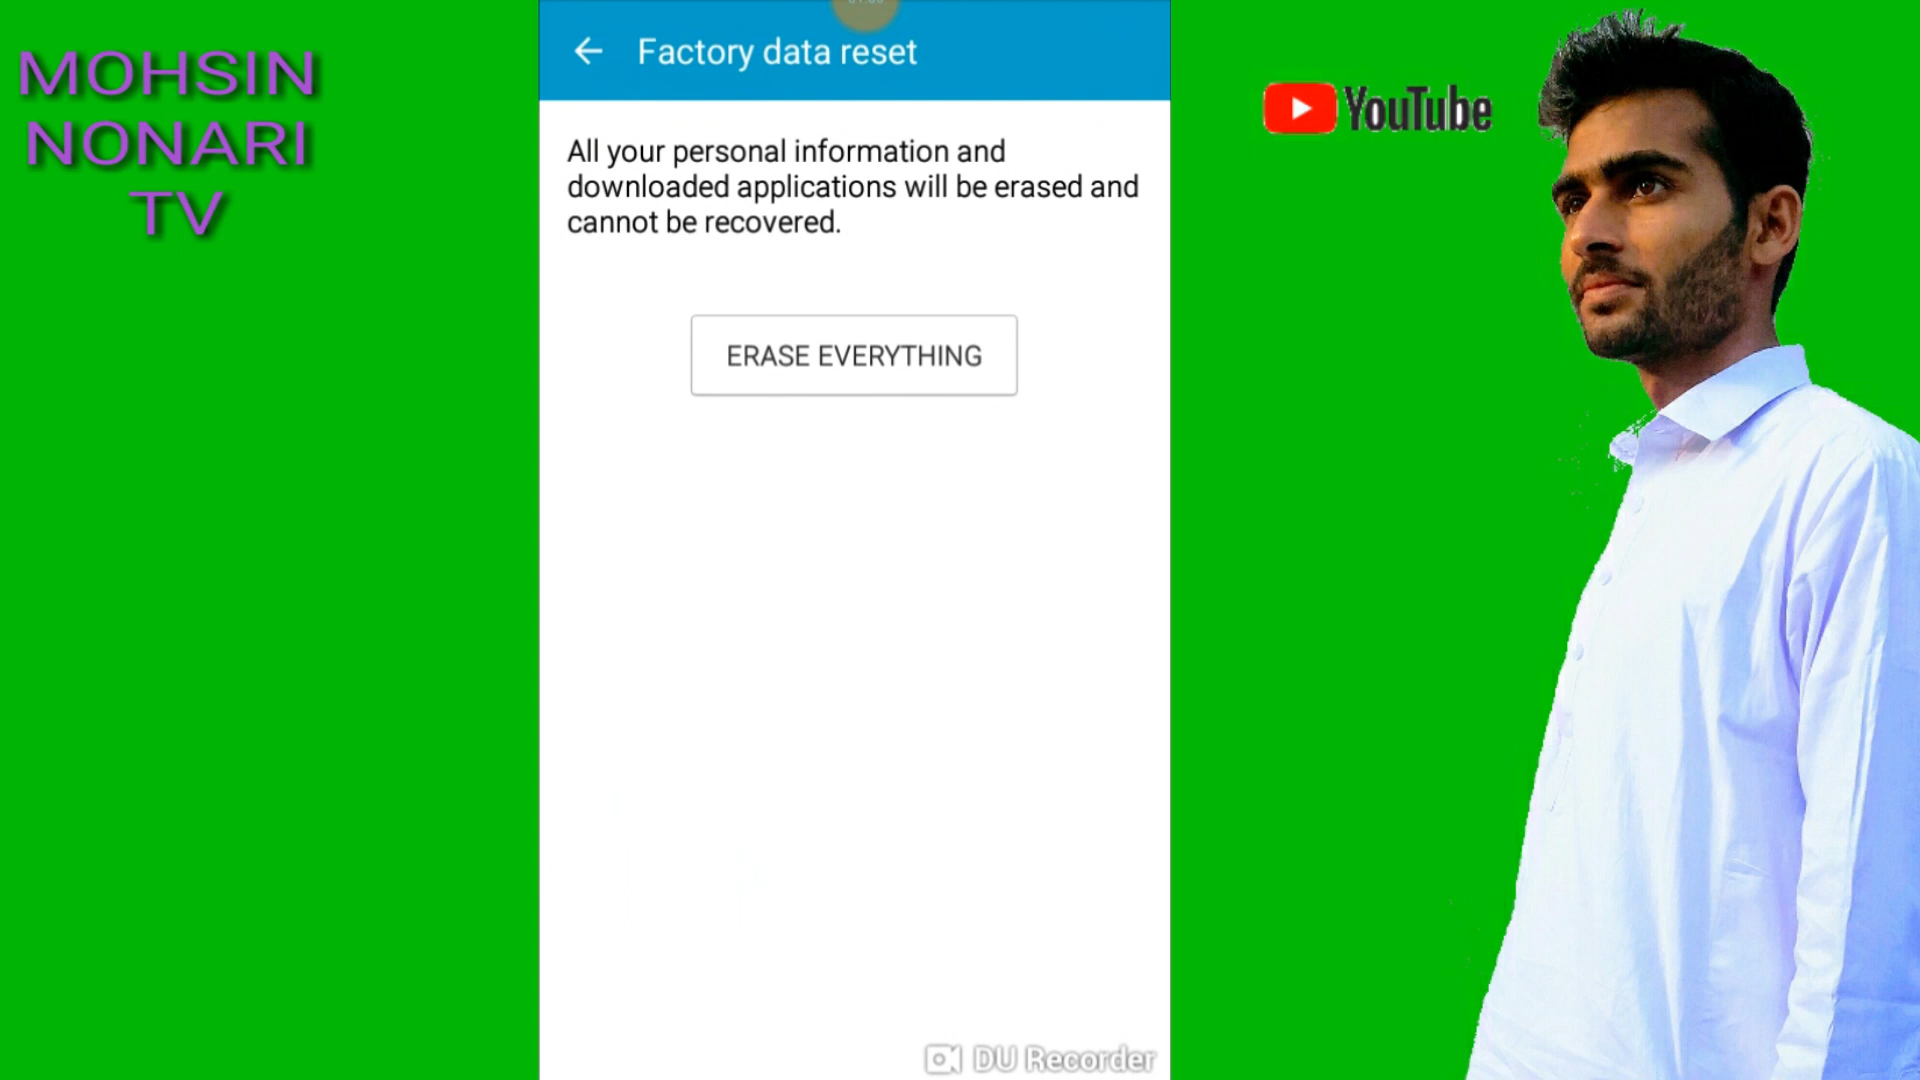 MOHSIN
NONARI
TV
Factory data reset
YouTube
All your personal information and
downloaded applications will be erased and
cannot be recovered.
ERASE EVERYTHING
DU Recorder